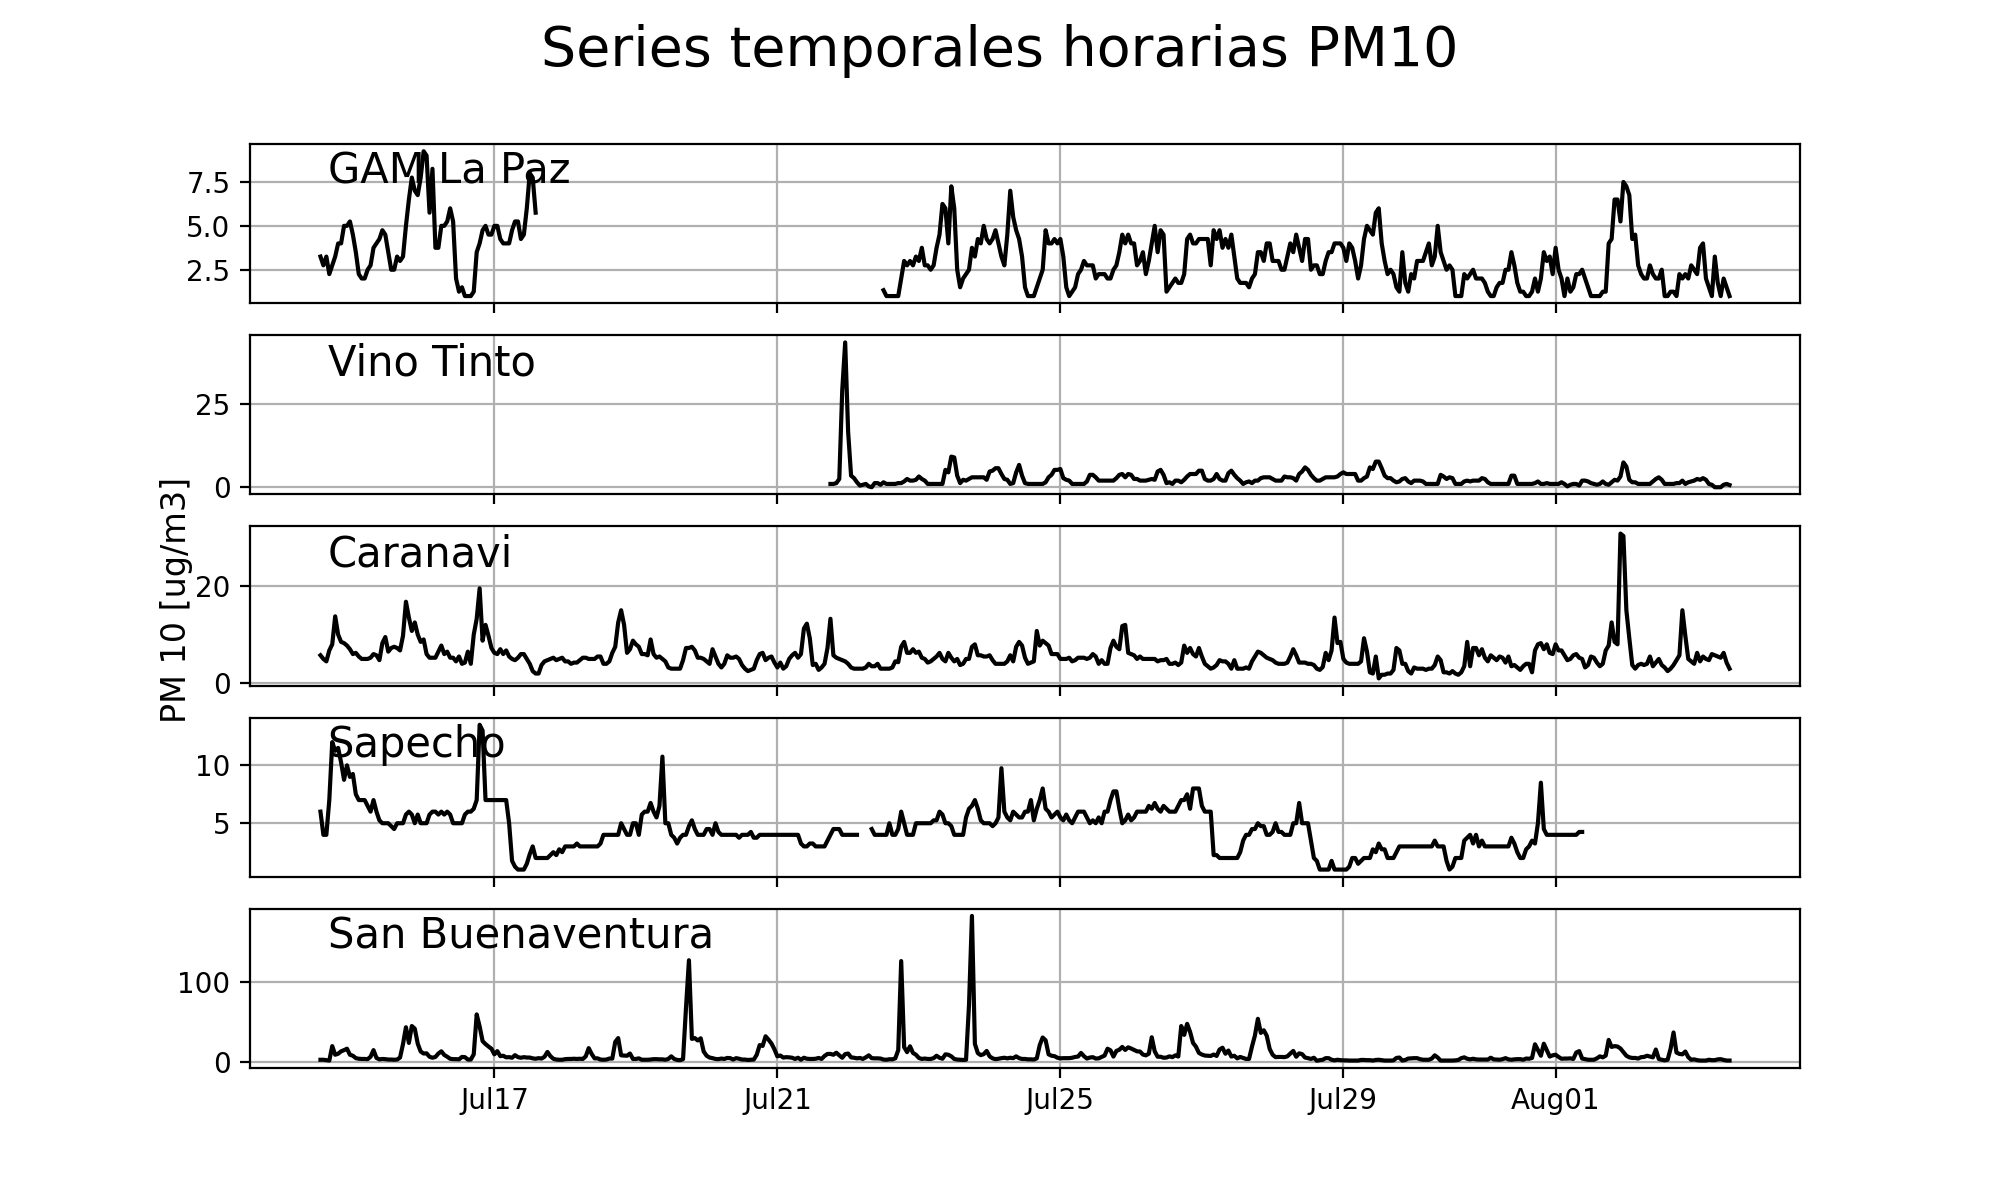 Series temporales horarias PM10
PM 10 [ug/m3]
GAM La Paz
7.5
5.0
2.5
Vino Tinto
25
0
Caranavi
20
0
Sapecho
10
5
San Buenaventura
100
0
Jul17 Jul21 Jul25 Jul29 Aug01